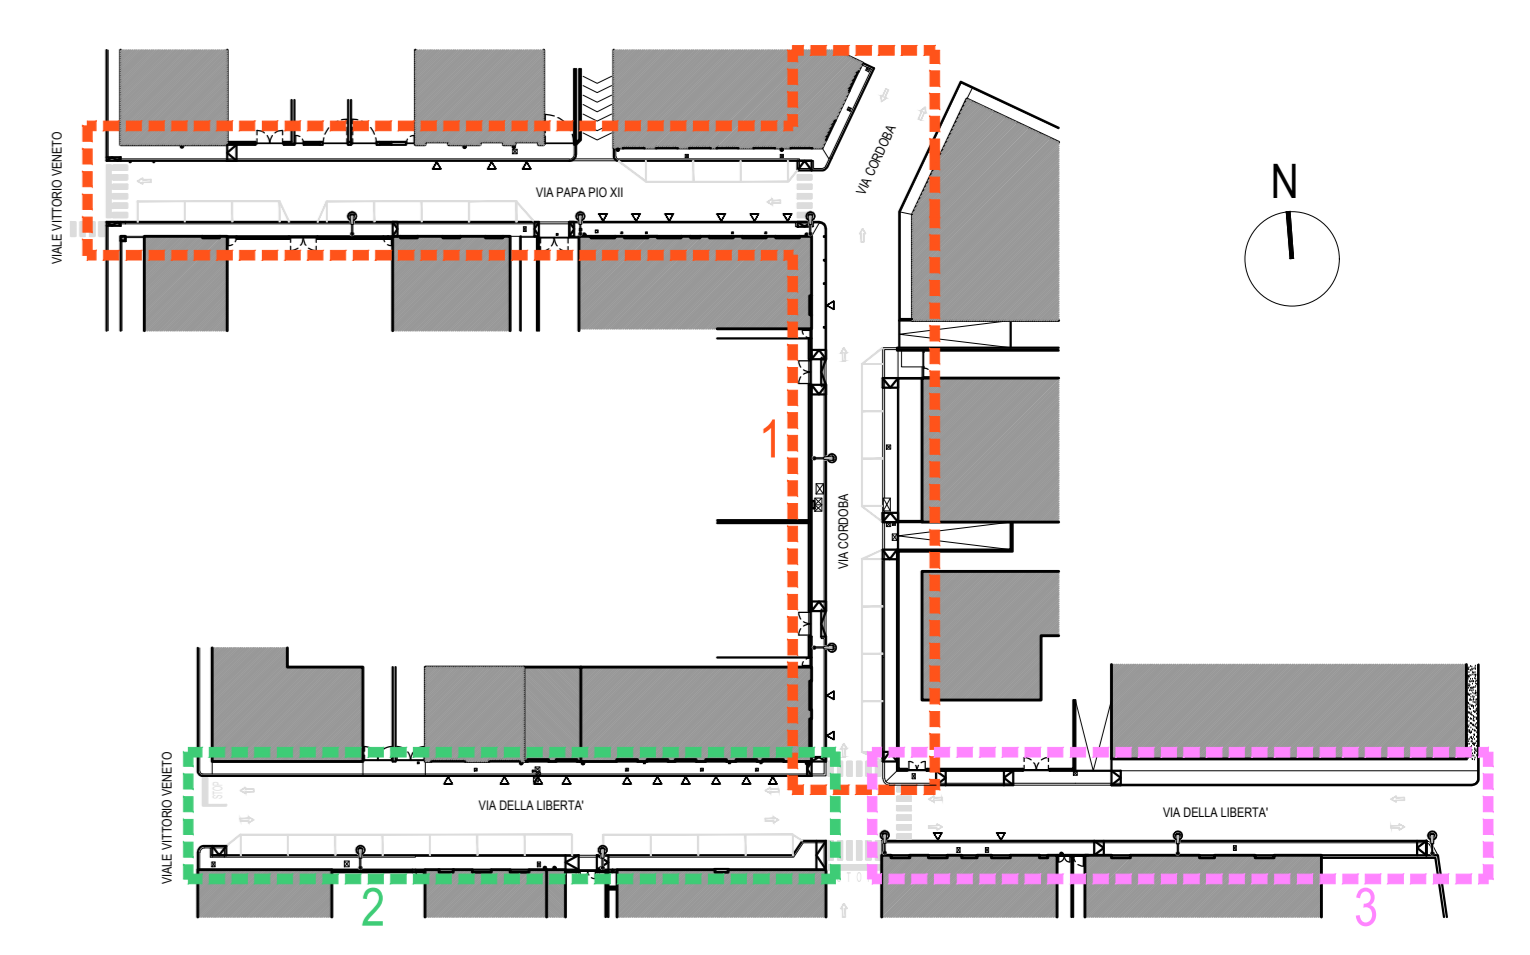 N
VIALE VITTORIO VENETO
VIA PAPA PIO XII
VIA CORDOBA
1
VIA CORDOBA
VIALE VITTORIO VENETO
STOP
VIA DELLA LIBERTA'
VIA DELLA LIBERTA'
2
3